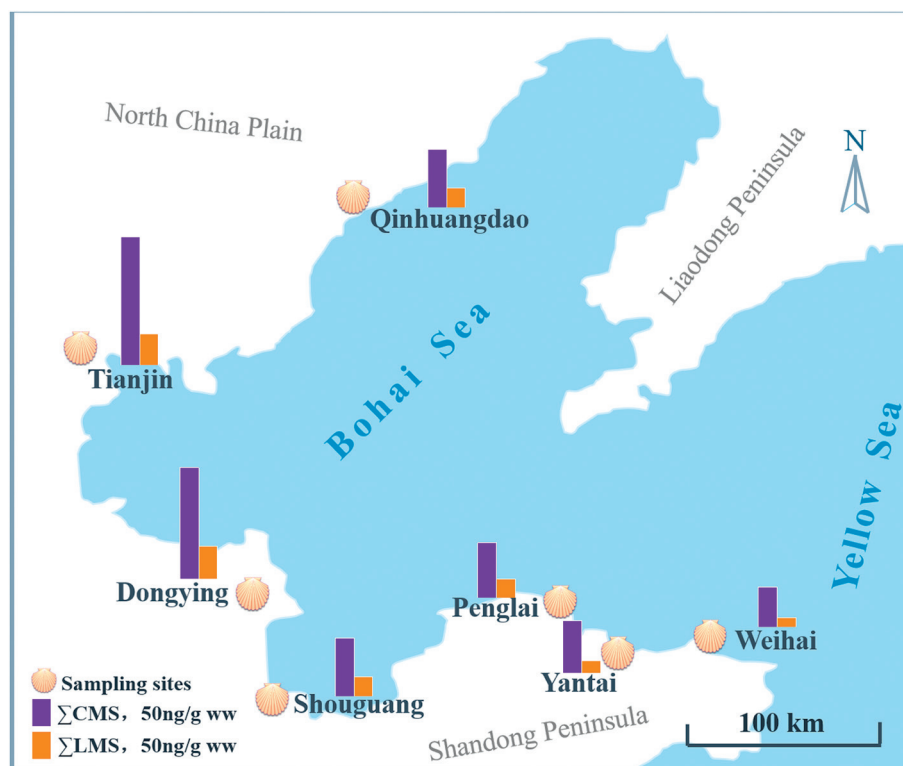 North China Plain
N
Liaodong Peninsula
Qinhuangdao
Bohai Sea
Tianjin
Yellow Sea
Dongying
Penglai
Weihai
Yantai
Shouguang
Shandong Peninsula
100 km
Sampling sites
∑CMS，50ng/g ww
∑LMS，50ng/g ww